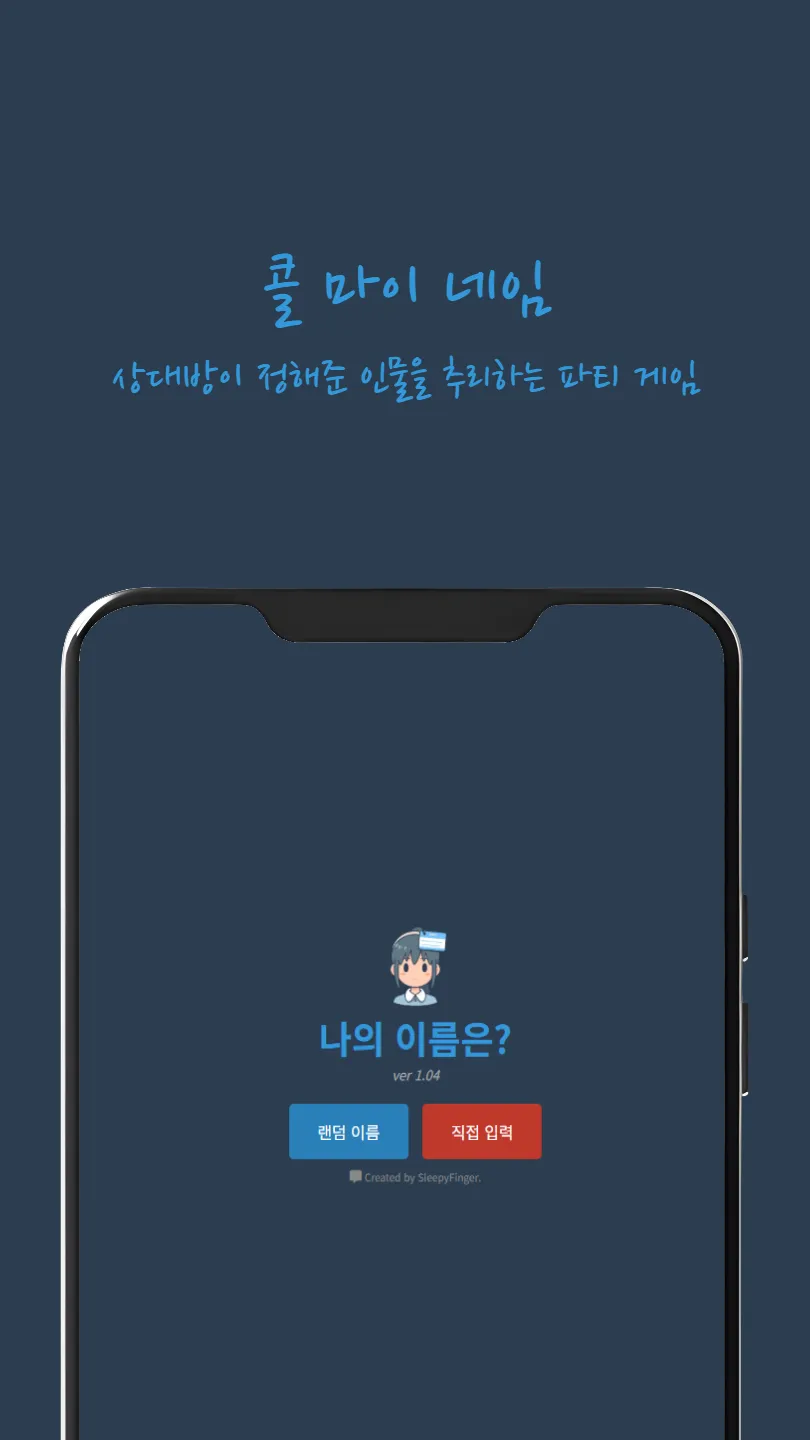 콜 마이 네임
상대방이 정해준 인물을 추리하는 파티 게임
나의 이름은?
ver 1.04
랜덤 이름 직접 입력
Created by SleepyFinger.